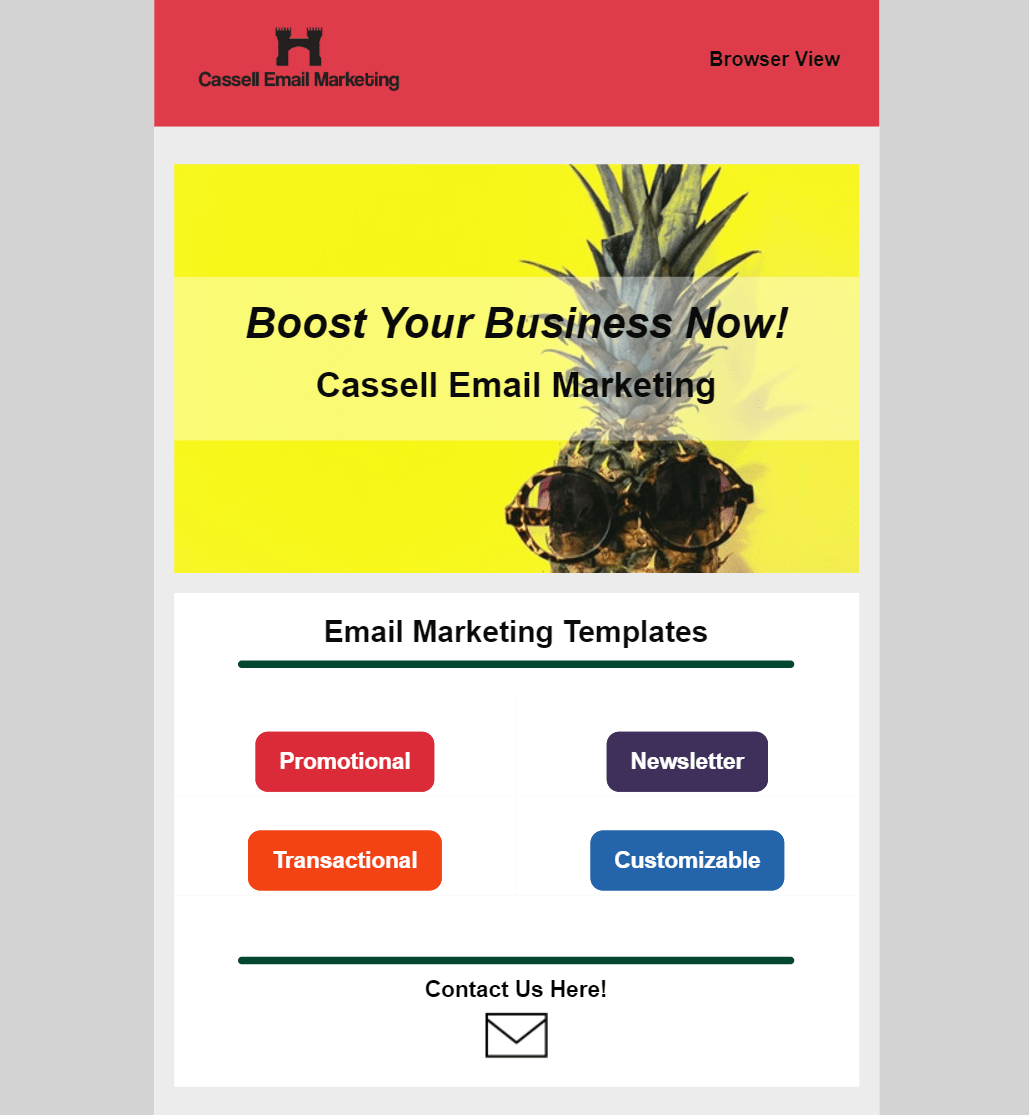 Cassell Email Marketing
Browser View
Boost Your Business Now!
Cassell Email Marketing
Email Marketing Templates
Promotional
Newsletter
Transactional
Customizable
Contact Us Here!